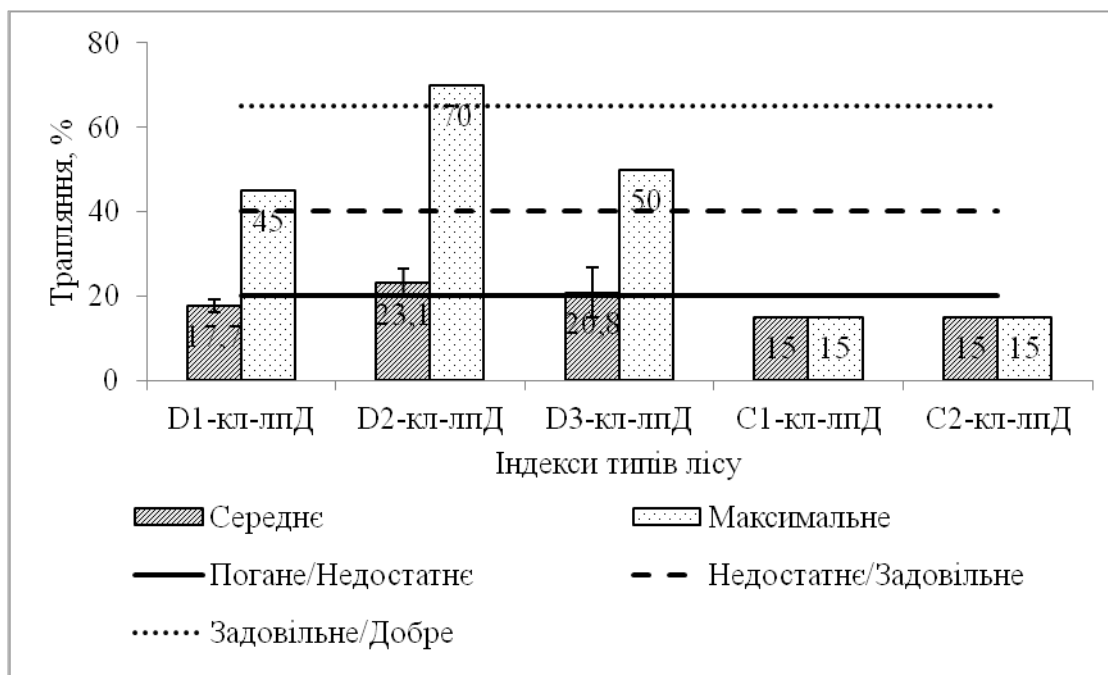 80
60
40
20
0
Трапляння, %
17,7
45
23,1
70
20,8
50
15
15
15
15
D1-кл-лпД D2-кл-лпД D3-кл-лпД C1-кл-лпД C2-кл-лпД
Індекси типів лісу
Середнє Максимальне
Погане/Недостатнє Недостатнє/Задовільне
Задовільне/Добре